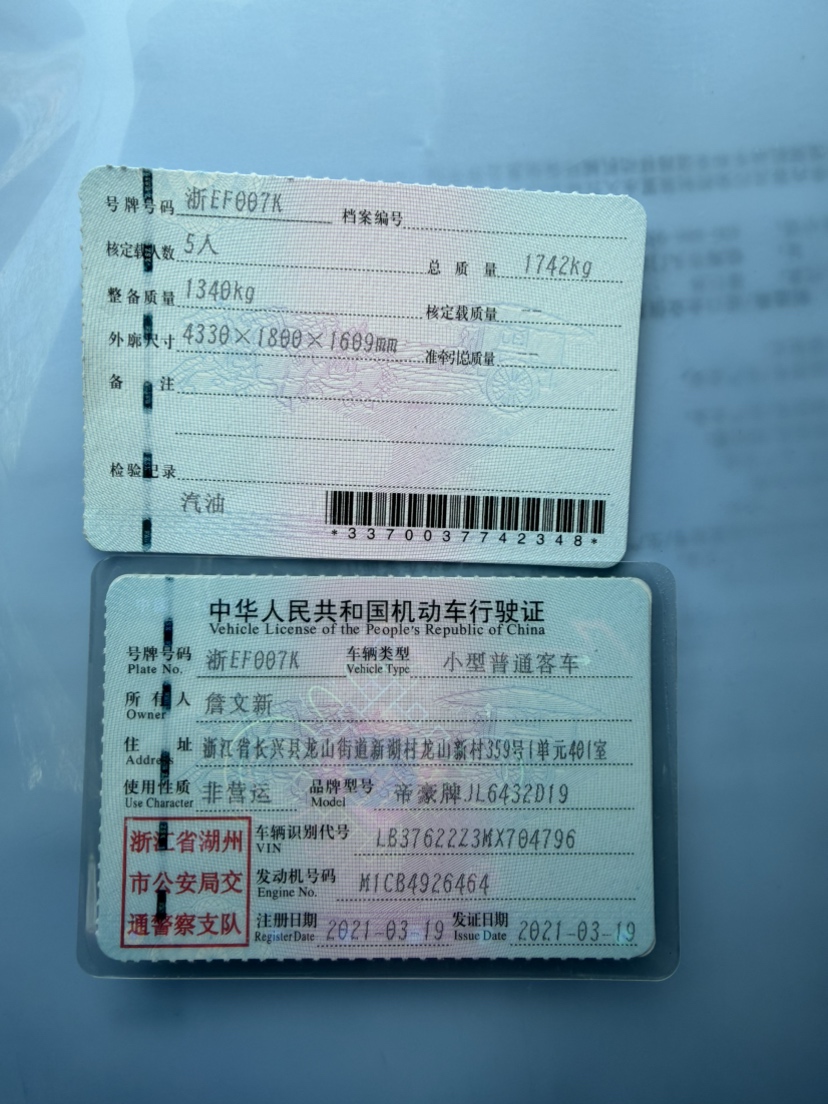 号牌号码 浙EF007K 档案编号
核定载人数 5人 总质量 1742kg
整备质量 1340kg 核定载质量 --
外廓尺寸 4330×1800×1609mm 准牵引总质量 --
备注
检验记录
汽油
*3370037742348*
中华人民共和国机动车行驶证
Vehicle License of the People's Republic of China
号牌号码 浙EF007K 车辆类型 小型普通客车
Plate No. Vehicle Type
所有人 詹文新
Owner
住址 浙江省长兴县龙山街道新湖村龙山新村359号1单元401室
Address
使用性质 非营运 品牌型号 帝豪牌JL6432D19
Use Character Model
浙江省湖州
市公安局交
通警察支队
车辆识别代号 LB37622Z3MX704796
VIN
发动机号码 M1CB4926464
Engine No.
注册日期 2021-03-19 发证日期 2021-03-19
Register Date Issue Date